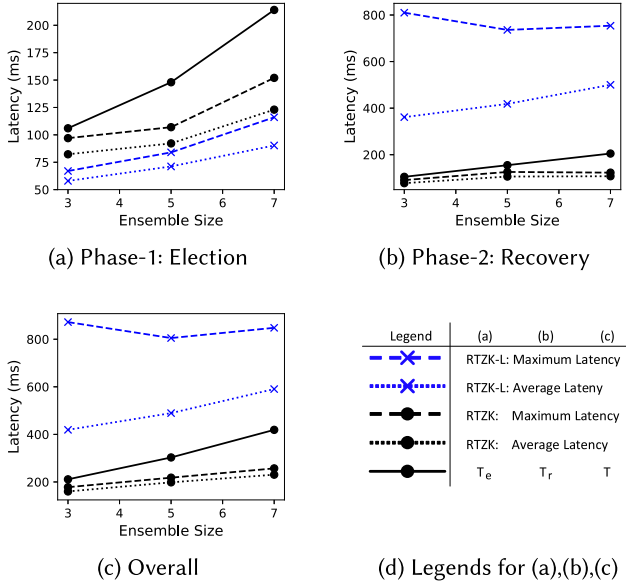 200
175
150
125
100
75
50
Latency (ms)
3 4 5 6 7
Ensemble Size
(a) Phase-1: Election
800
600
400
200
Latency (ms)
3 4 5 6 7
Ensemble Size
(b) Phase-2: Recovery
800
600
400
200
Latency (ms)
3 4 5 6 7
Ensemble Size
(c) Overall
Legend (a) (b) (c)
RTZK-L: Maximum Latency
RTZK-L: Average Lateny
RTZK: Maximum Latency
RTZK: Average Latency
Te Tr T
(d) Legends for (a),(b),(c)